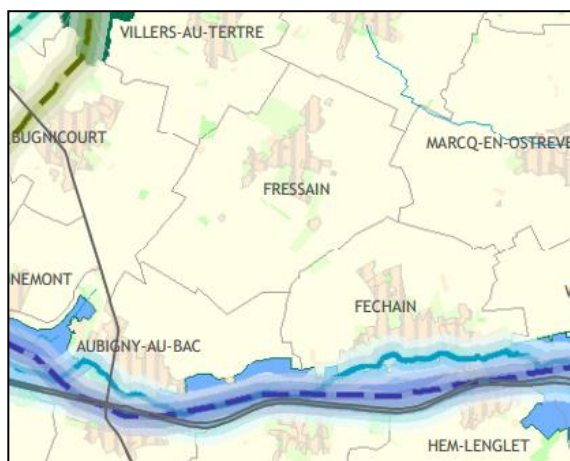 VILLERS-AU-TERTRE
BUGNICOURT
MARCQ-EN-OSTREVE
FRESSAIN
NEMONT
FECHAIN
V
AUBIGNY-AU-BAC
HEM-LENGLET